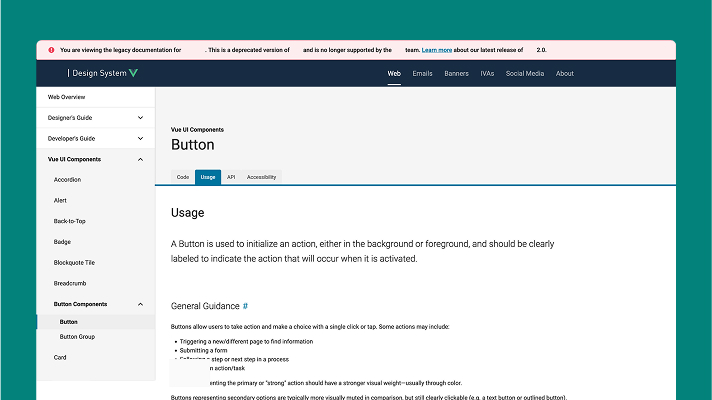 You are viewing the legacy documentation for . This is a deprecated version of and is no longer supported by the team. Learn more about our latest release of 2.0.
| Design System
Web Emails Banners IVAs Social Media About
Web Overview
Designer's Guide
Developer's Guide
Vue UI Components
Accordion
Alert
Back-to-Top
Badge
Blockquote Tile
Breadcrumb
Button Components
Button
Button Group
Card
Vue UI Components
Button
Code Usage API Accessibility
Usage
A Button is used to initialize an action, either in the background or foreground, and should be clearly
labeled to indicate the action that will occur when it is activated.
General Guidance #
Buttons allow users to take action and make a choice with a single click or tap. Some actions may include:
• Triggering a new/different page to find information
• Submitting a form
• Following a step or next step in a process
n action/task
enting the primary or "strong" action should have a stronger visual weight—usually through color.
Buttons representing secondary options are typically more visually muted in comparison, but still clearly clickable (e.g. a text button or outlined button).